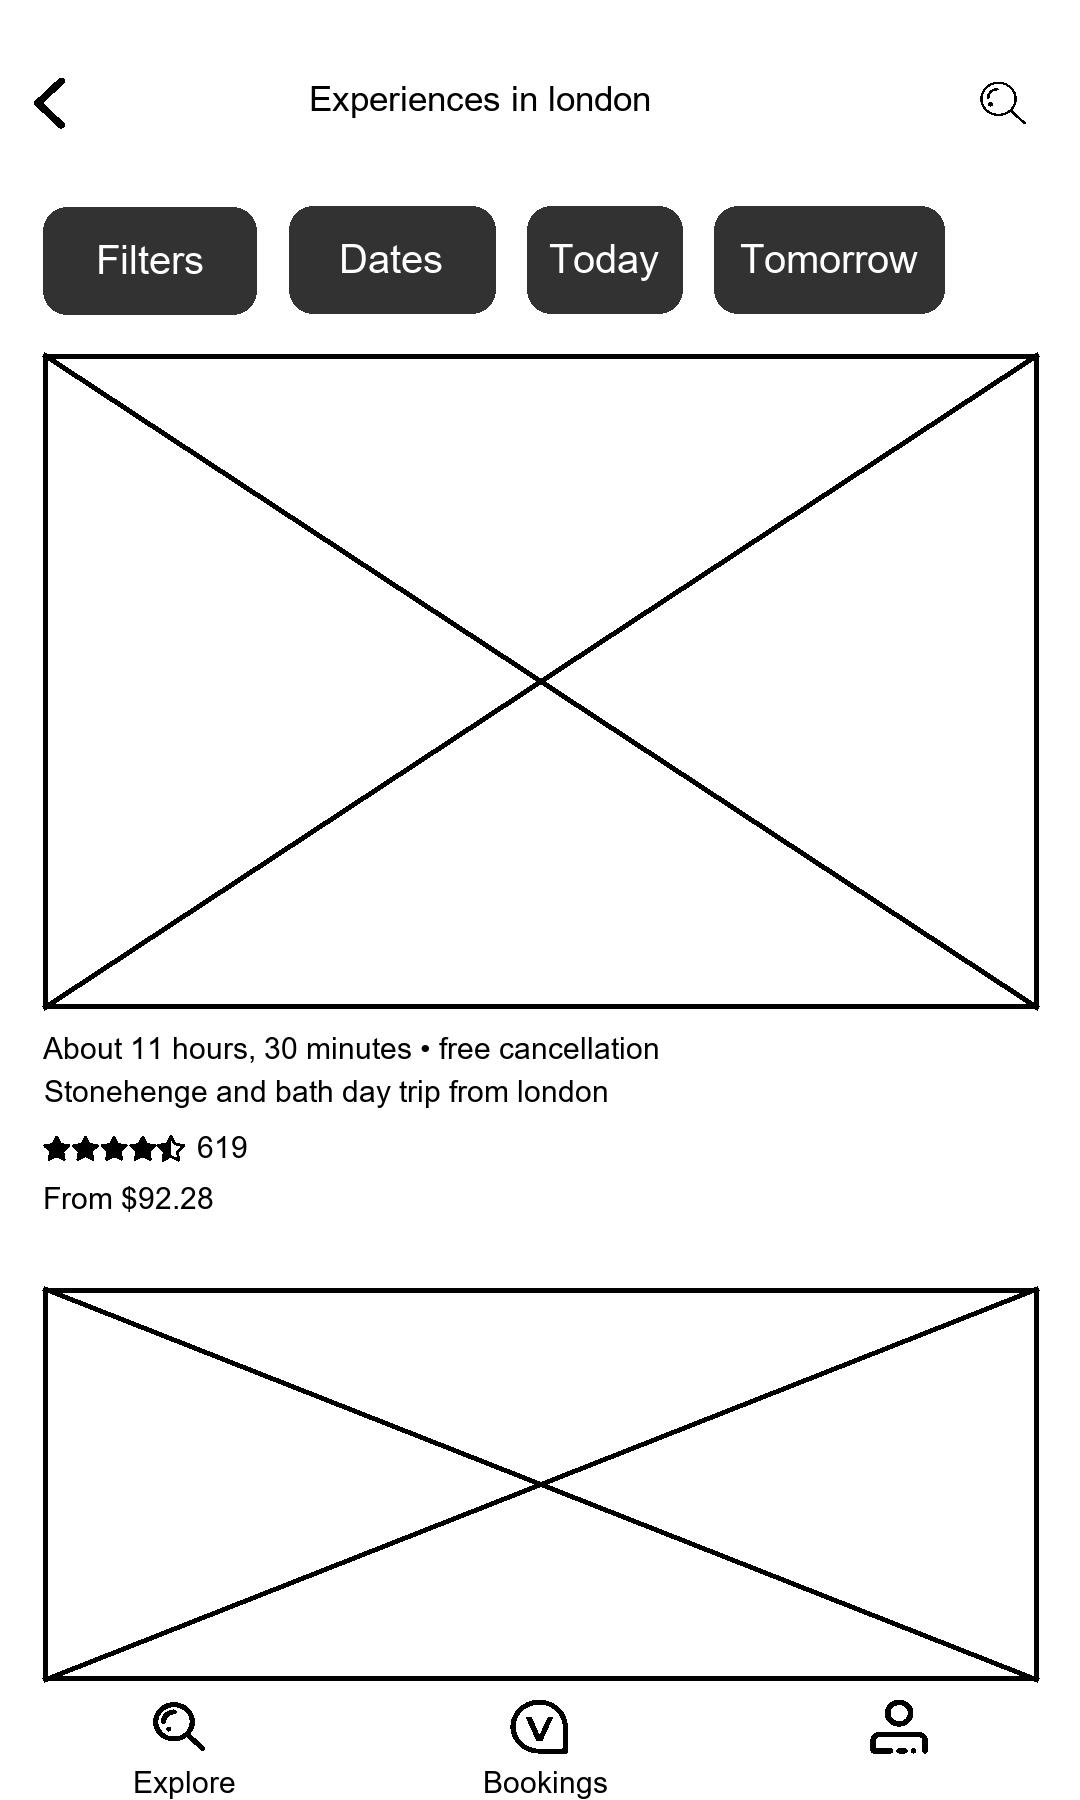 Experiences in london
Filters Dates Today Tomorrow
About 11 hours, 30 minutes • free cancellation
Stonehenge and bath day trip from london
619
From $92.28
Explore Bookings